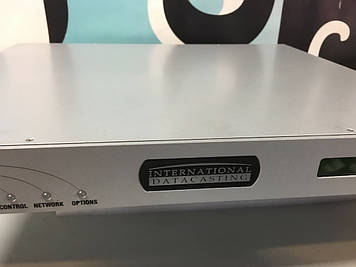 INTERNATIONAL
DATACASTING
CONTROL NETWORK OPTIONS